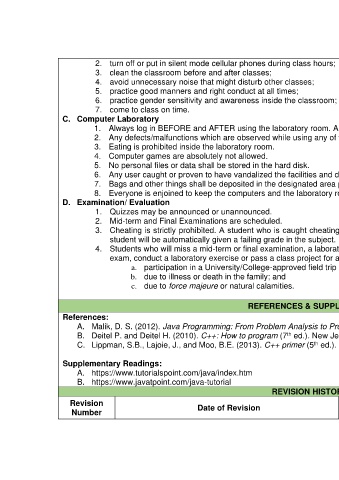 2. turn off or put in silent mode cellular phones during class hours;
3. clean the classroom before and after classes;
4. avoid unnecessary noise that might disturb other classes;
5. practice good manners and right conduct at all times;
6. practice gender sensitivity and awareness inside the classroom;
7. come to class on time.
C. Computer Laboratory
1. Always log in BEFORE and AFTER using the laboratory room. A
2. Any defects/malfunctions which are observed while using any of
3. Eating is prohibited inside the laboratory room.
4. Computer games are absolutely not allowed.
5. No personal files or data shall be stored in the hard disk.
6. Any user caught or proven to have vandalized the facilities and d
7. Bags and other things shall be deposited in the designated area
8. Everyone is enjoined to keep the computers and the laboratory r
D. Examination/ Evaluation
1. Quizzes may be announced or unannounced.
2. Mid-term and Final Examinations are scheduled.
3. Cheating is strictly prohibited. A student who is caught cheating
student will be automatically given a failing grade in the subject.
4. Students who will miss a mid-term or final examination, a laborat
exam, conduct a laboratory exercise or pass a class project for a
a. participation in a University/College-approved field trip
b. due to illness or death in the family; and
c. due to force majeure or natural calamities.
REFERENCES & SUPPL
References:
A. Malik, D. S. (2012). Java Programming: From Problem Analysis to Pr
B. Deitel P. and Deitel H. (2010). C++: How to program (7th ed.). New Je
C. Lippman, S.B., Lajoie, J., and Moo, B.E. (2013). C++ primer (5th ed.).
Supplementary Readings:
A. https://www.tutorialspoint.com/java/index.htm
B. https://www.javatpoint.com/java-tutorial
REVISION HISTO
Revision
Number
Date of Revision